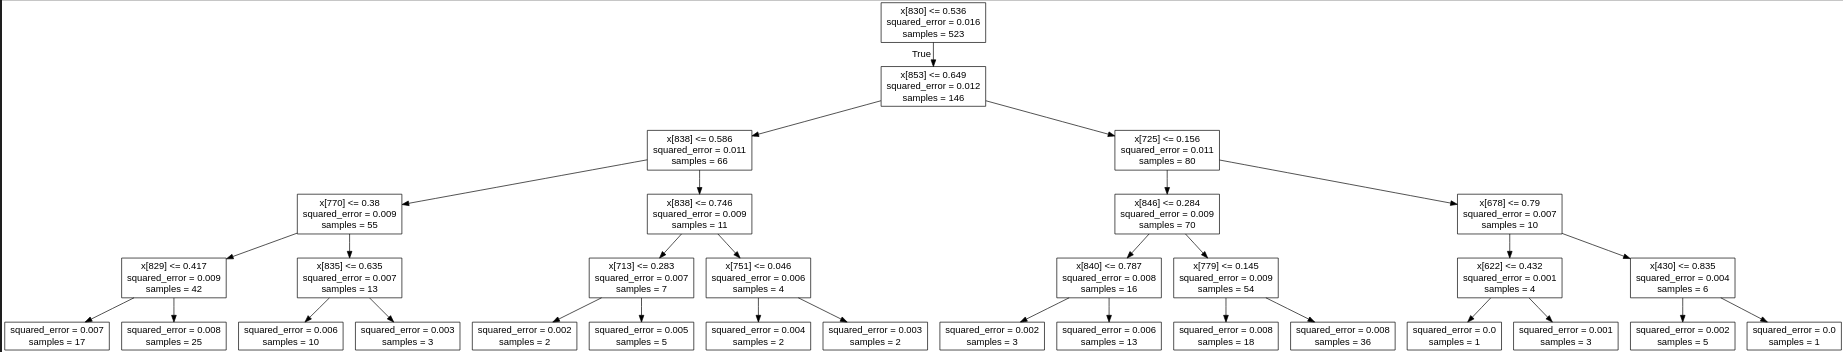 x[830] <= 0.536
squared_error = 0.016
samples = 523
True
x[853] <= 0.649
squared_error = 0.012
samples = 146
x[838] <= 0.586
squared_error = 0.011
samples = 66
x[725] <= 0.156
squared_error = 0.011
samples = 80
x[770] <= 0.38
squared_error = 0.009
samples = 55
x[838] <= 0.746
squared_error = 0.009
samples = 11
x[846] <= 0.284
squared_error = 0.009
samples = 70
x[678] <= 0.79
squared_error = 0.007
samples = 10
x[829] <= 0.417
squared_error = 0.009
samples = 42
x[835] <= 0.635
squared_error = 0.007
samples = 13
x[713] <= 0.283
squared_error = 0.007
samples = 7
x[751] <= 0.046
squared_error = 0.006
samples = 4
x[840] <= 0.787
squared_error = 0.008
samples = 16
x[779] <= 0.145
squared_error = 0.009
samples = 54
x[622] <= 0.432
squared_error = 0.001
samples = 4
x[430] <= 0.835
squared_error = 0.004
samples = 6
squared_error = 0.007
samples = 17
squared_error = 0.008
samples = 25
squared_error = 0.006
samples = 10
squared_error = 0.003
samples = 3
squared_error = 0.002
samples = 2
squared_error = 0.005
samples = 5
squared_error = 0.004
samples = 2
squared_error = 0.003
samples = 2
squared_error = 0.002
samples = 3
squared_error = 0.006
samples = 13
squared_error = 0.008
samples = 18
squared_error = 0.008
samples = 36
squared_error = 0.0
samples = 1
squared_error = 0.001
samples = 3
squared_error = 0.002
samples = 5
squared_error = 0.0
samples = 1